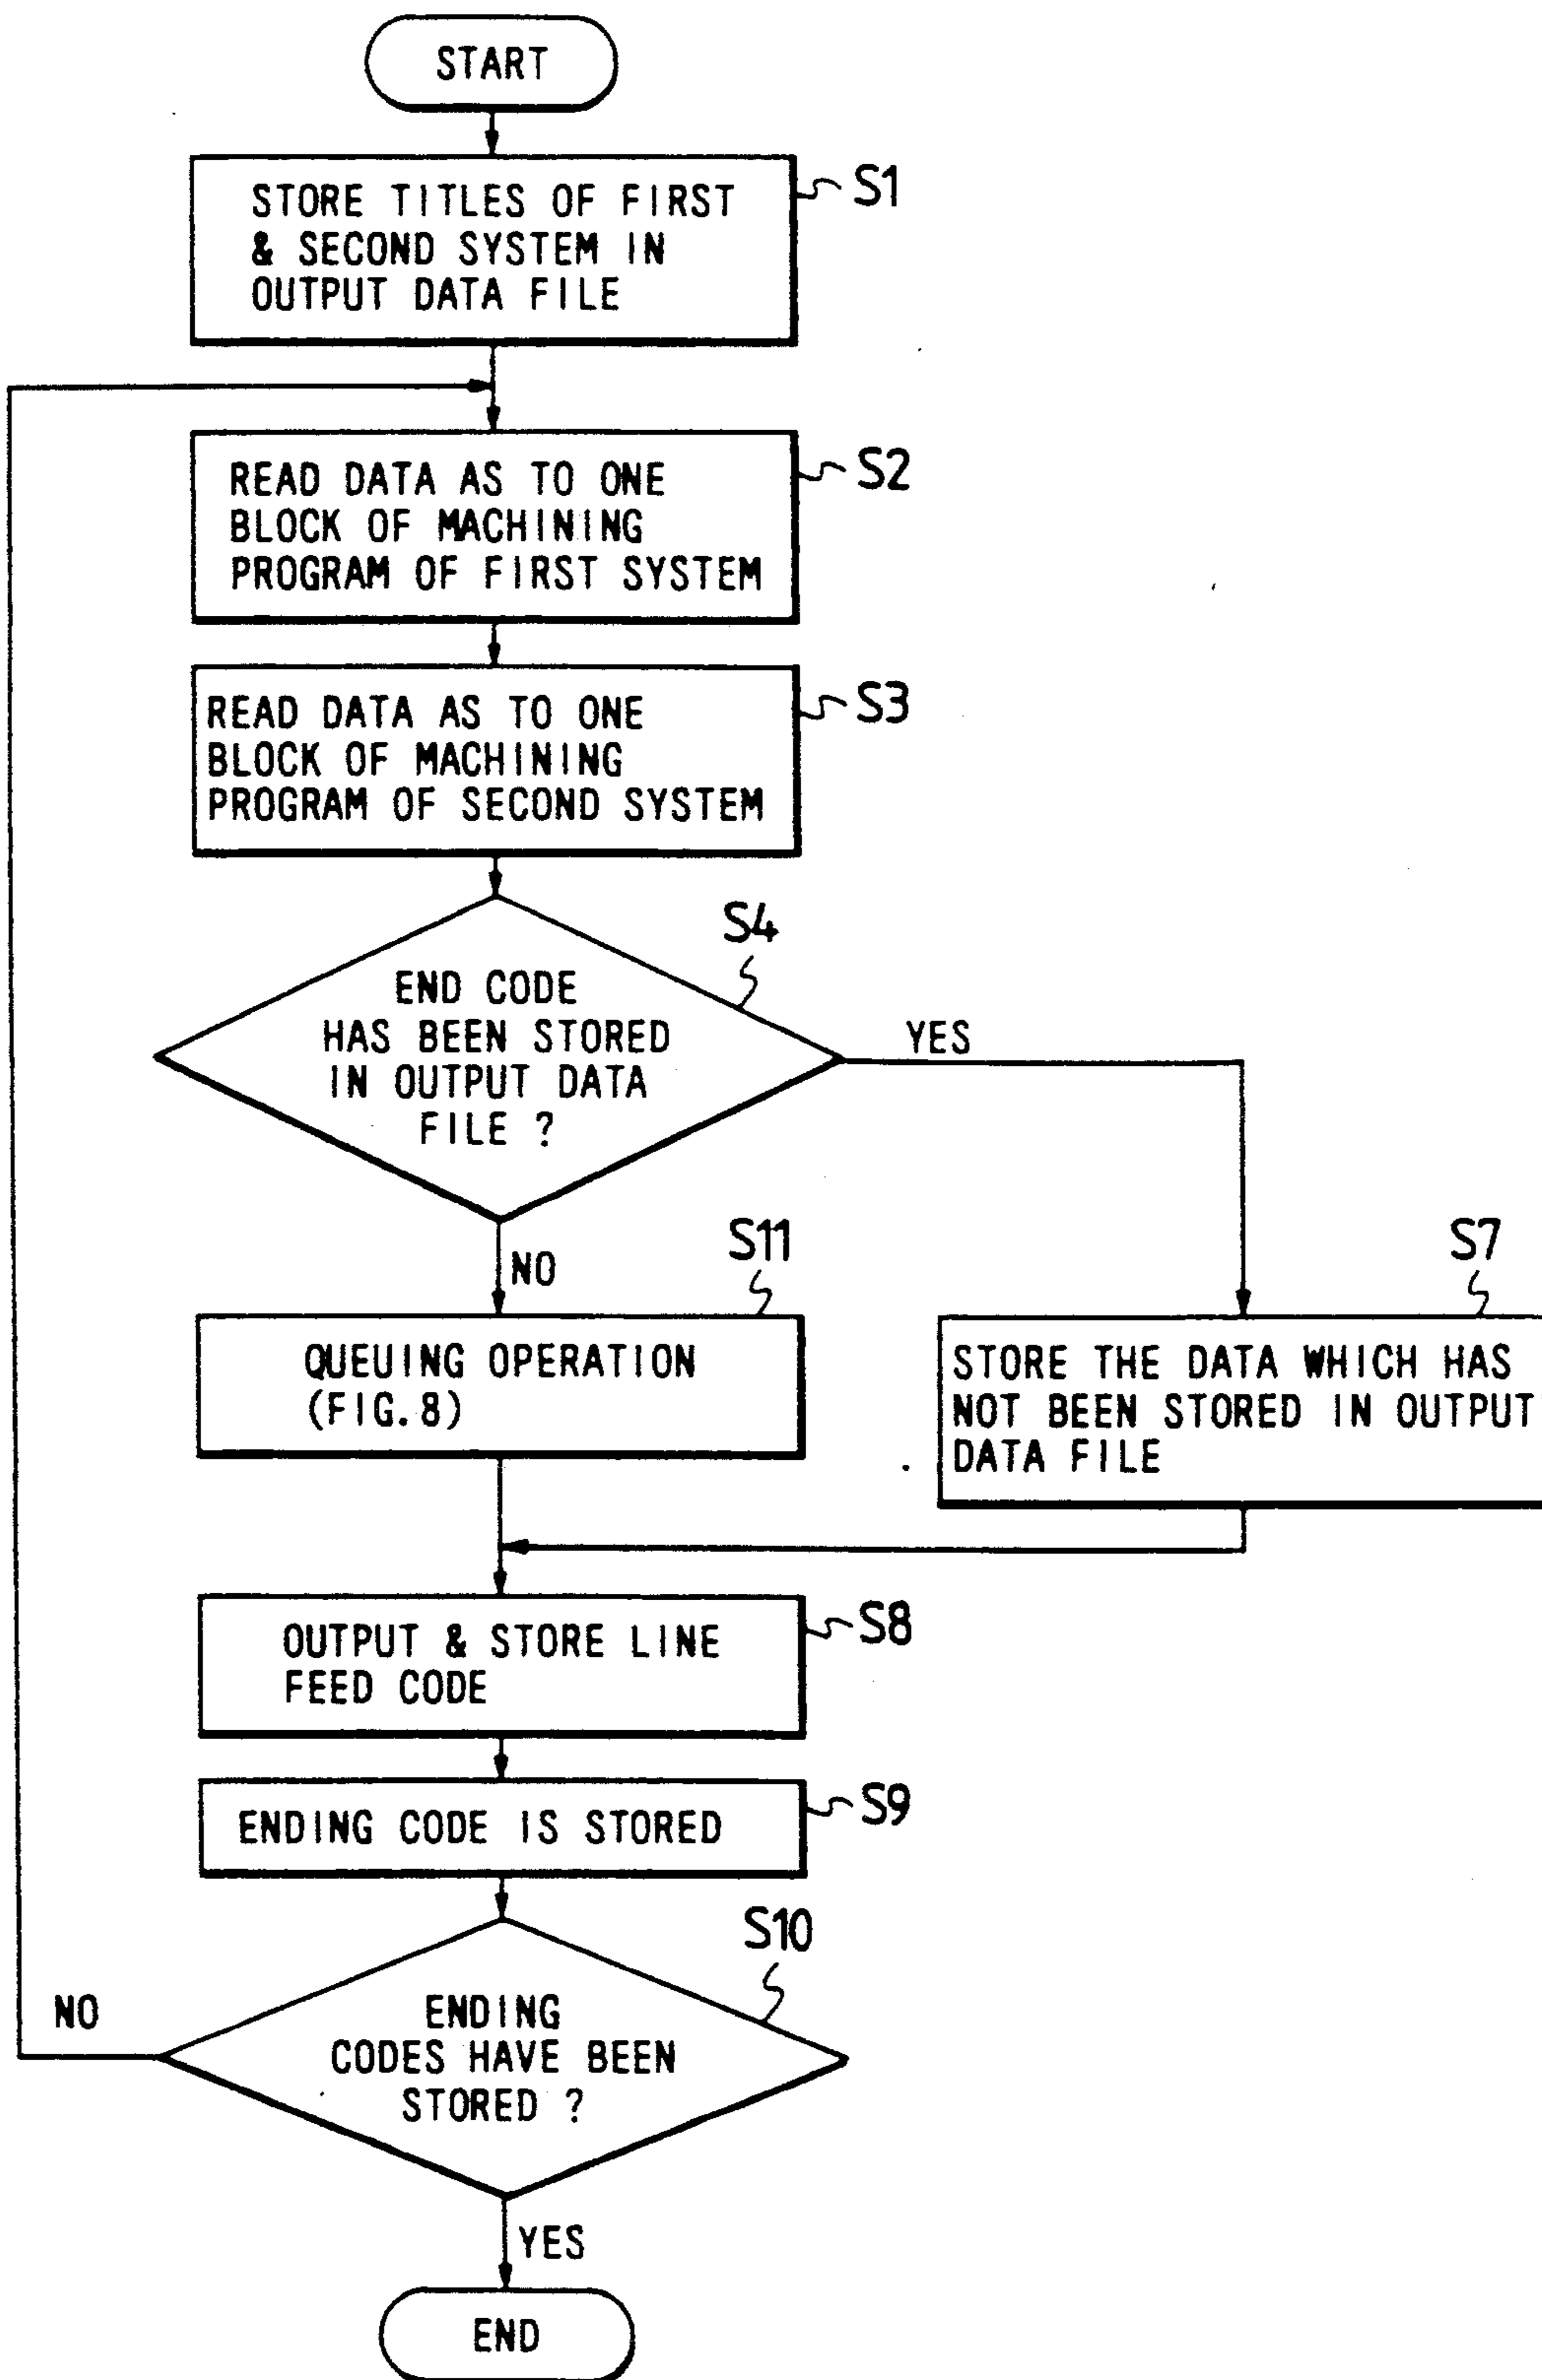 START
STORE TITLES OF FIRST
& SECOND SYSTEM IN
OUTPUT DATA FILE
S1
READ DATA AS TO ONE
BLOCK OF MACHINING
PROGRAM OF FIRST SYSTEM
S2
READ DATA AS TO ONE
BLOCK OF MACHINING
PROGRAM OF SECOND SYSTEM
S3
S4
END CODE
HAS BEEN STORED
IN OUTPUT DATA
FILE ?
YES
NO
S11
QUEUING OPERATION
(FIG.8)
S7
STORE THE DATA WHICH HAS
NOT BEEN STORED IN OUTPUT
DATA FILE
OUTPUT & STORE LINE
FEED CODE
S8
ENDING CODE IS STORED
S9
S10
ENDING
CODES HAVE BEEN
STORED ?
NO
YES
END